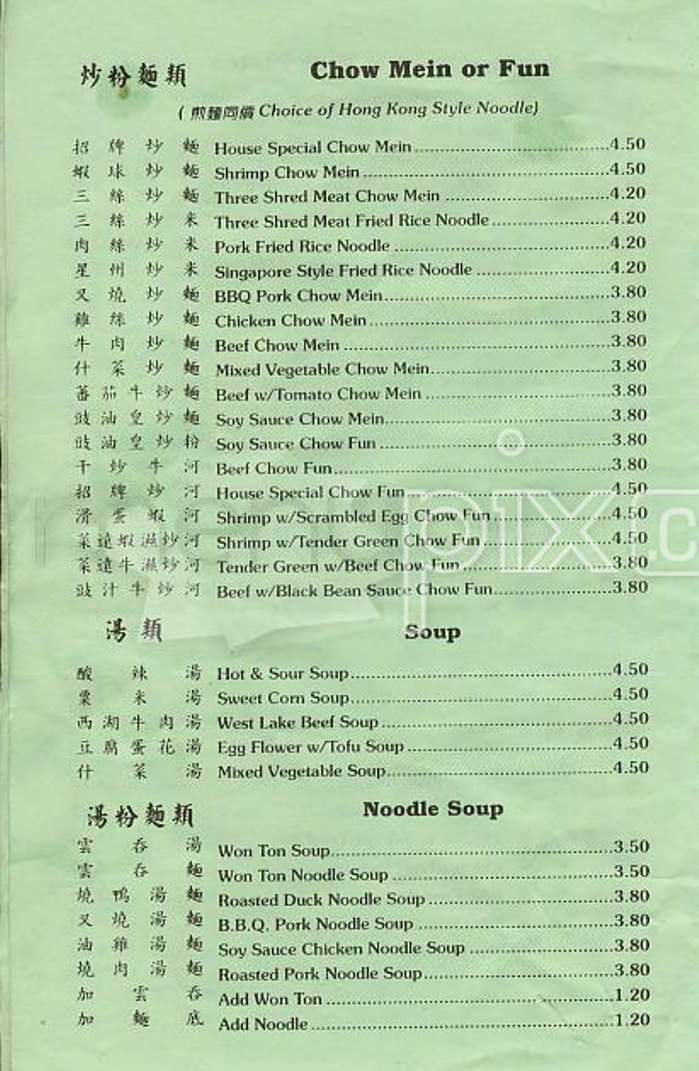 炒粉麵類 Chow Mein or Fun
( 煎麵同價 Choice of Hong Kong Style Noodle)
招牌炒麵 House Special Chow Mein 4.50
蝦球炒麵 Shrimp Chow Mein 4.50
三絲炒麵 Three Shred Meat Chow Mein 4.20
三絲炒米 Three Shred Meat Fried Rice Noodle 4.20
肉絲炒米 Pork Fried Rice Noodle 4.20
星州炒米 Singapore Style Fried Rice Noodle 4.20
叉燒炒麵 BBQ Pork Chow Mein 3.80
雞絲炒麵 Chicken Chow Mein 3.80
牛肉炒麵 Beef Chow Mein 3.80
什菜炒麵 Mixed Vegetable Chow Mein 3.80
蕃茄牛炒麵 Beef w/Tomato Chow Mein 3.80
豉油皇炒麵 Soy Sauce Chow Mein 3.80
豉油皇炒粉 Soy Sauce Chow Fun 3.80
干炒牛河 Beef Chow Fun 3.80
招牌炒河 House Special Chow Fun 4.50
滑蛋蝦河 Shrimp w/Scrambled Egg Chow Fun 4.50
菜遠蝦濕炒河 Shrimp w/Tender Green Chow Fun 4.50
菜遠牛濕炒河 Tender Green w/Beef Chow Fun 3.80
豉汁牛炒河 Beef w/Black Bean Sauce Chow Fun 3.80
湯類 Soup
酸辣湯 Hot & Sour Soup 4.50
粟米湯 Sweet Corn Soup 4.50
西湖牛肉湯 West Lake Beef Soup 4.50
豆腐蛋花湯 Egg Flower w/Tofu Soup 4.50
什菜湯 Mixed Vegetable Soup 4.50
湯粉麵類 Noodle Soup
雲吞湯 Won Ton Soup 3.50
雲吞麵 Won Ton Noodle Soup 3.50
燒鴨湯麵 Roasted Duck Noodle Soup 3.80
叉燒湯麵 B.B.Q. Pork Noodle Soup 3.80
油雞湯麵 Soy Sauce Chicken Noodle Soup 3.80
燒肉湯麵 Roasted Pork Noodle Soup 3.80
加雲吞 Add Won Ton 1.20
加麵底 Add Noodle 1.20